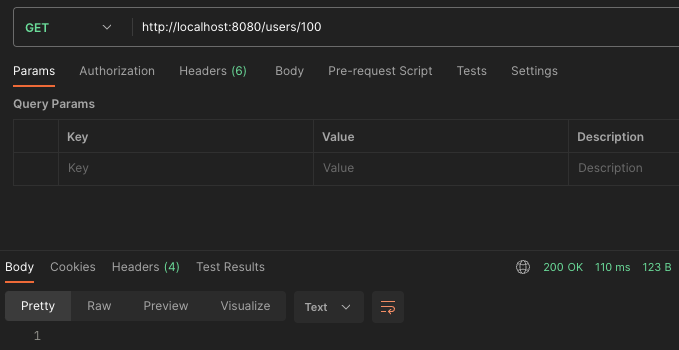 GET http://localhost:8080/users/100
Params Authorization Headers (6) Body Pre-request Script Tests Settings
Query Params
Key Value Description
Key Value Description
Body Cookies Headers (4) Test Results 200 OK 110 ms 123 B
Pretty Raw Preview Visualize Text
1